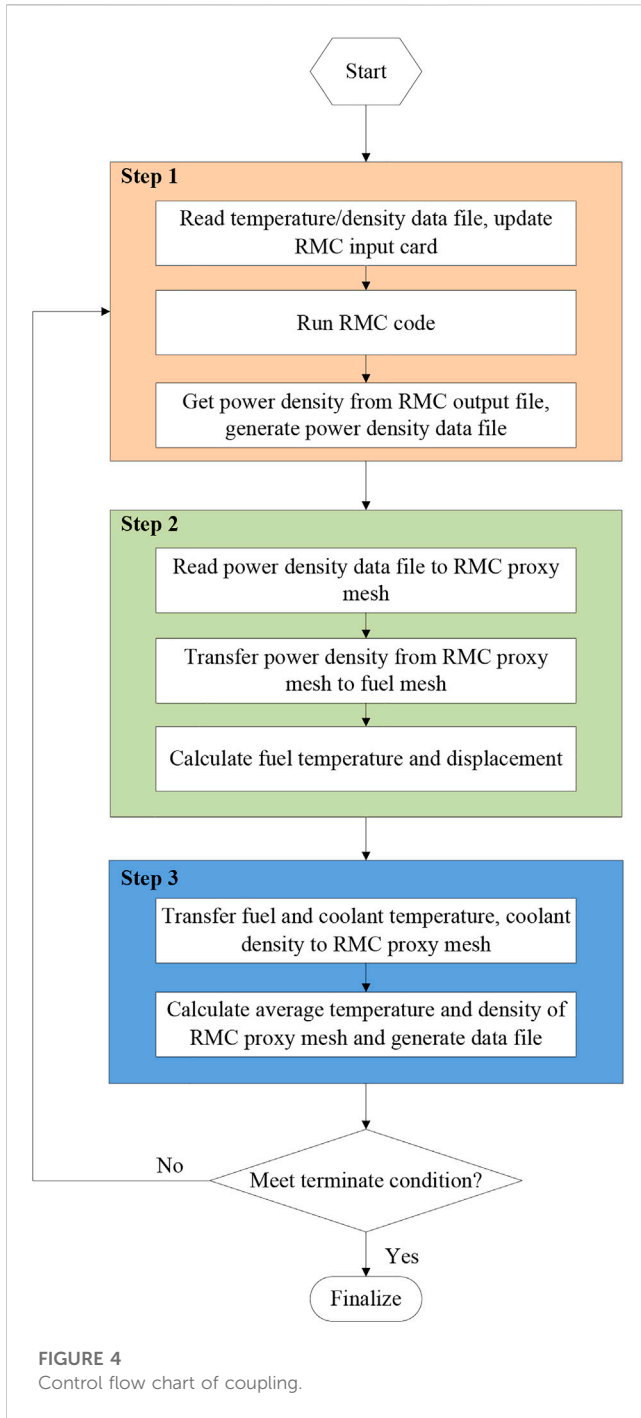 Start
Step 1
Read temperature/density data file, update
RMC input card
Run RMC code
Get power density from RMC output file,
generate power density data file
Step 2
Read power density data file to RMC proxy
mesh
Transfer power density from RMC proxy
mesh to fuel mesh
Calculate fuel temperature and displacement
Step 3
Transfer fuel and coolant temperature, coolant
density to RMC proxy mesh
Calculate average temperature and density of
RMC proxy mesh and generate data file
No
Meet terminate condition?
Yes
Finalize
FIGURE 4
Control flow chart of coupling.